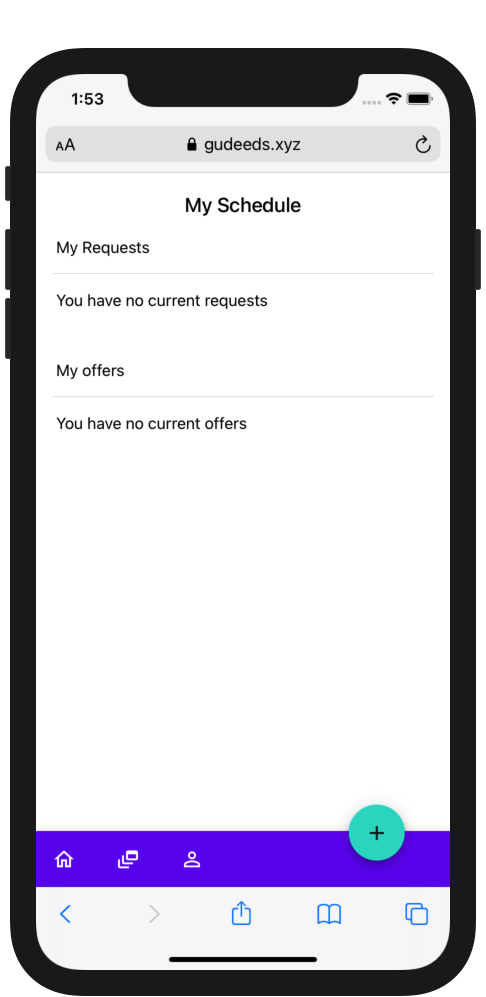 1:53
AA
gudeeds.xyz
My Schedule
My Requests
You have no current requests
My offers
You have no current offers
+